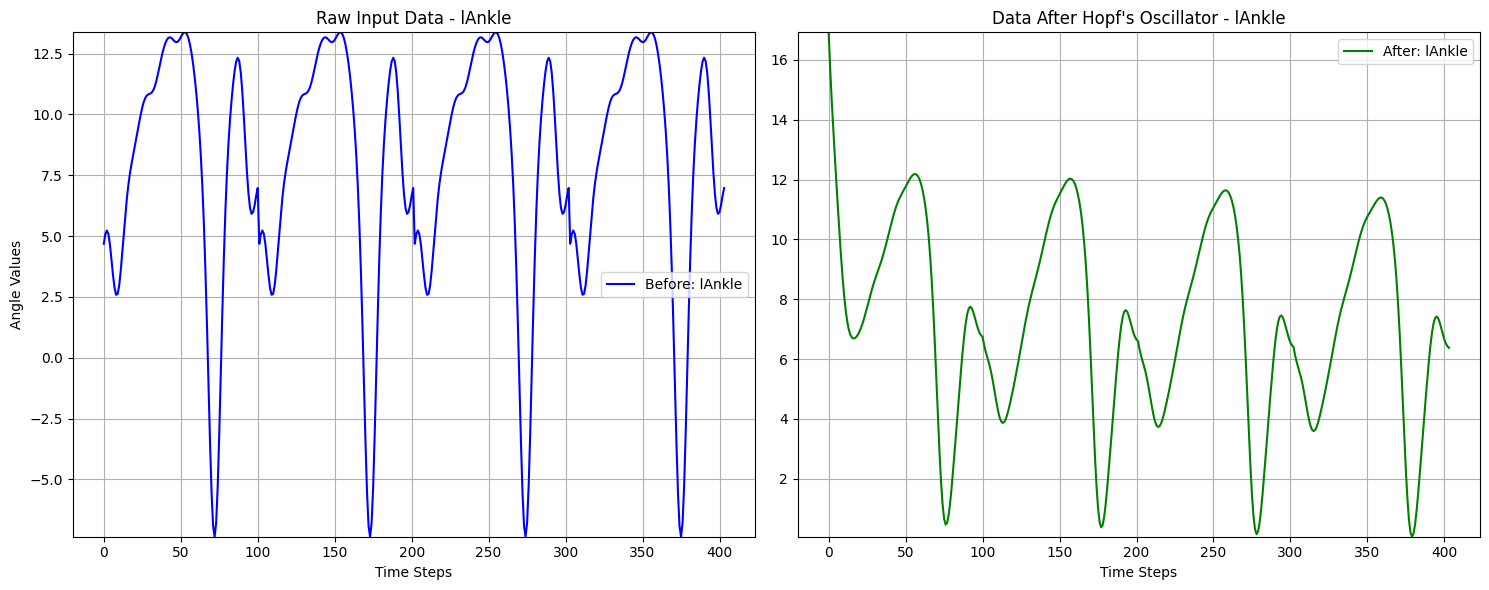 Raw Input Data - lAnkle
12.5
10.0
7.5
5.0
2.5
0.0
−2.5
−5.0
Angle Values
Before: lAnkle
0 50 100 150 200 250 300 350 400
Time Steps
Data After Hopf's Oscillator - lAnkle
After: lAnkle
16
14
12
10
8
6
4
2
0 50 100 150 200 250 300 350 400
Time Steps